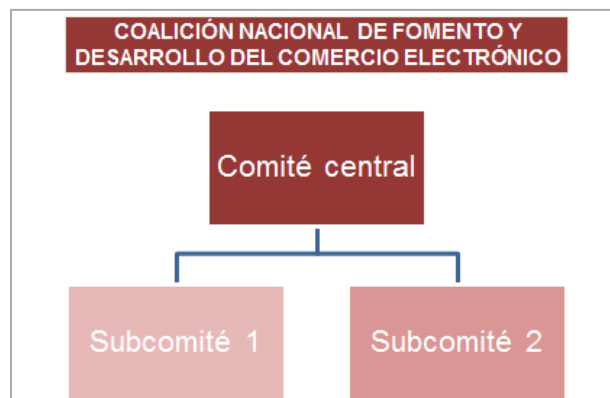 COALICIÓN NACIONAL DE FOMENTO Y
DESARROLLO DEL COMERCIO ELECTRÓNICO
Comité central
Subcomité 1
Subcomité 2